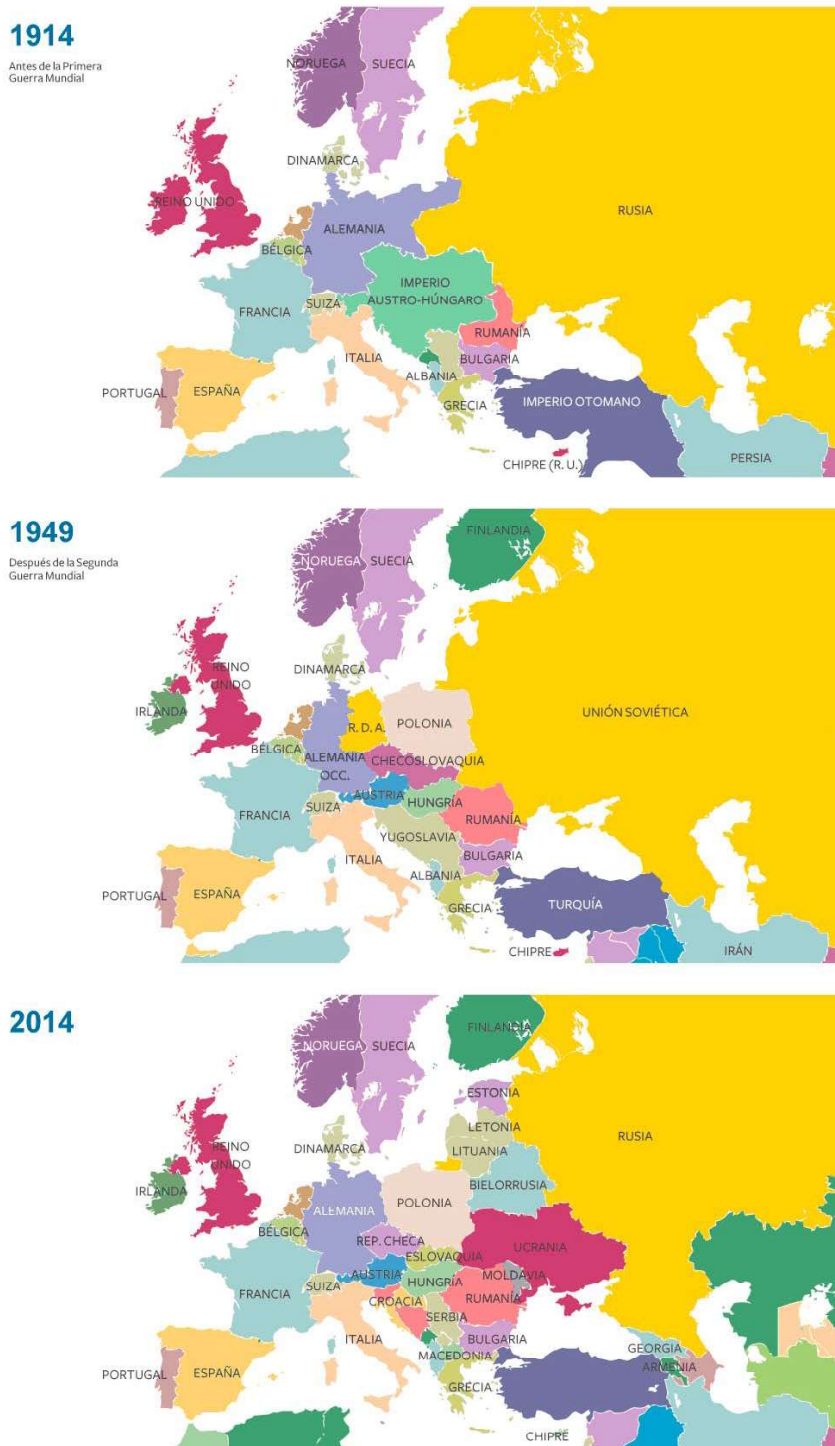 1914
Antes de la Primera
Guerra Mundial
NORUEGA
SUECIA
DINAMARCA
REINO UNIDO
RUSIA
ALEMANIA
BÉLGICA
IMPERIO
AUSTRO-HÚNGARO
FRANCIA
SUIZA
RUMANÍA
ITALIA
BULGARIA
ALBANIA
PORTUGAL
ESPAÑA
GRECIA
IMPERIO OTOMANO
CHIPRE (R. U.)
PERSIA
1949
Después de la Segunda
Guerra Mundial
FINLANDIA
NORUEGA
SUECIA
DINAMARCA
REINO
UNIDO
IRLANDA
UNIÓN SOVIÉTICA
R. D. A.
POLONIA
BÉLGICA
ALEMANIA
OCC.
CHECOSLOVAQUIA
AUSTRIA
HUNGRÍA
FRANCIA
SUIZA
RUMANÍA
YUGOSLAVIA
ITALIA
BULGARIA
ALBANIA
PORTUGAL
ESPAÑA
GRECIA
TURQUÍA
CHIPRE
IRÁN
2014
FINLANDIA
NORUEGA
SUECIA
ESTONIA
LETONIA
RUSIA
DINAMARCA
LITUANIA
REINO
UNIDO
IRLANDA
BIELORRUSIA
POLONIA
ALEMANIA
BÉLGICA
REP. CHECA
UCRANIA
ESLOVAQUIA
AUSTRIA
HUNGRÍA
MOLDAVIA
FRANCIA
SUIZA
CROACIA
RUMANÍA
SERBIA
ITALIA
BULGARIA
MACEDONIA
GEORGIA
ARMENIA
PORTUGAL
ESPAÑA
GRECIA
CHIPRE